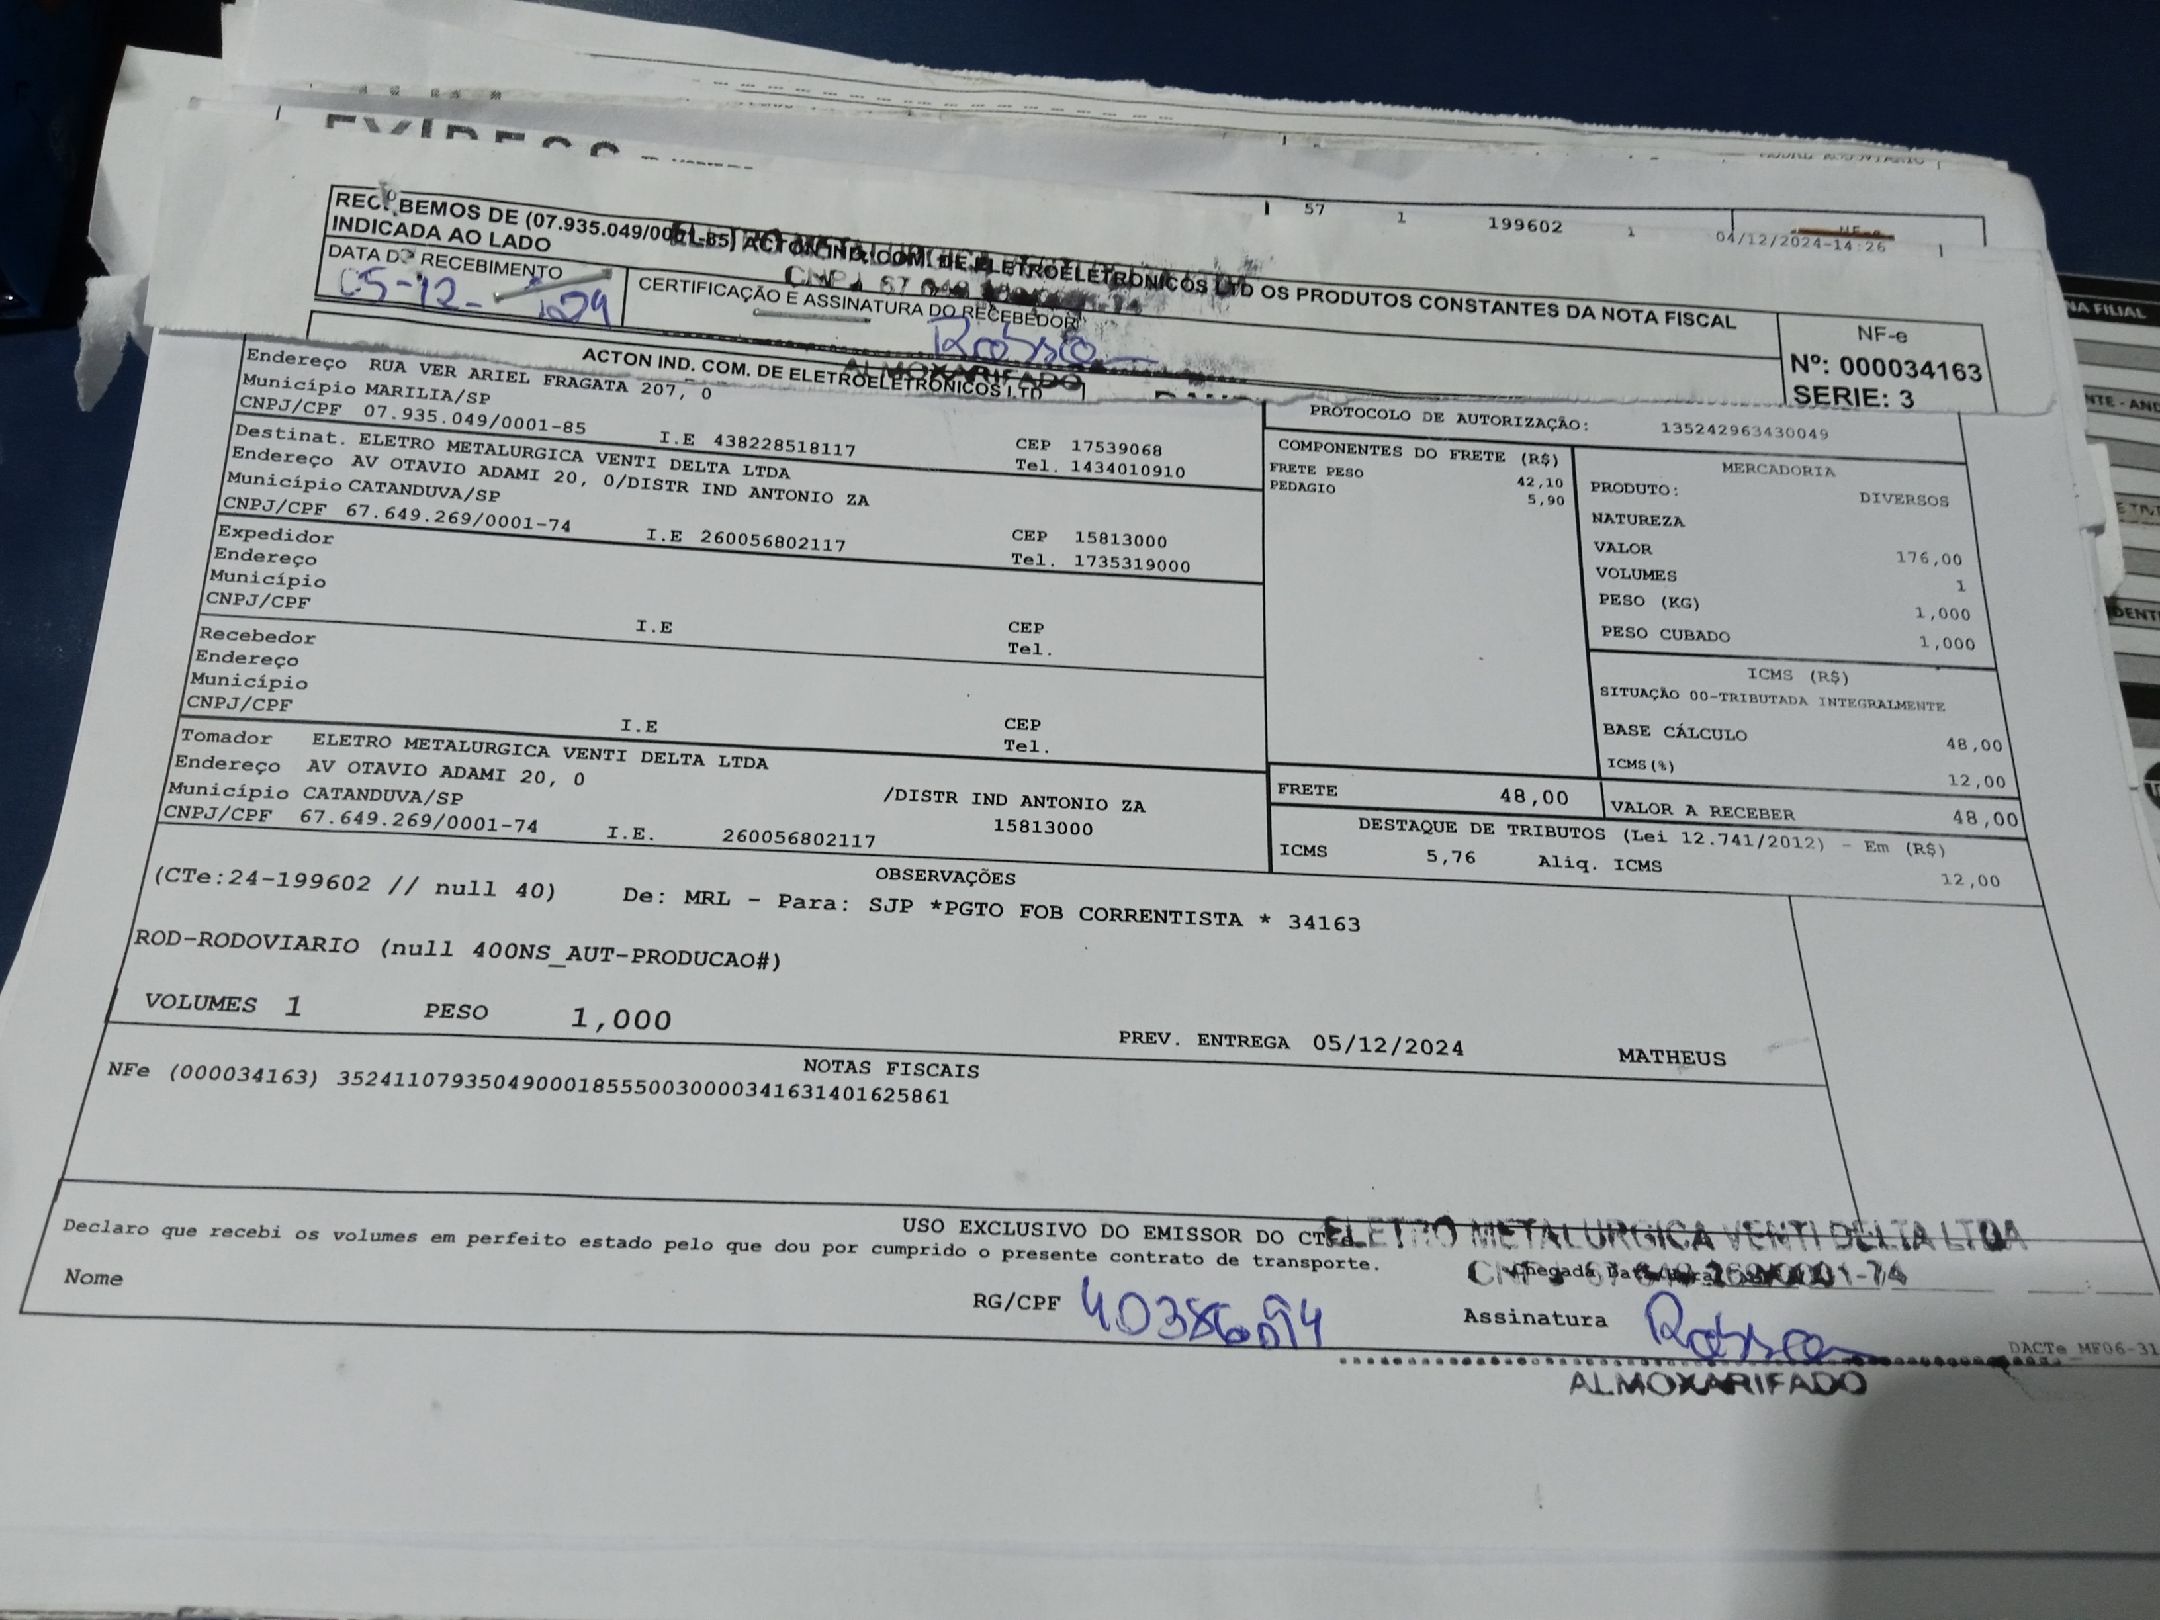 57 1 199602 1 04/12/2024-14:26
RECEBEMOS DE (07.935.049/0001-85) ACTON IND. COM. DE ELETROELETRONICOS LTD OS PRODUTOS CONSTANTES DA NOTA FISCAL
INDICADA AO LADO
DATA DO RECEBIMENTO
05-12-
CERTIFICAÇÃO E ASSINATURA DO RECEBEDOR
NF-e
Nº: 000034163
SERIE: 3
ACTON IND. COM. DE ELETROELETRONICOS LTD
ALMOXARIFADO
Endereço RUA VER ARIEL FRAGATA 207, 0
Município MARILIA/SP CEP 17539068
CNPJ/CPF 07.935.049/0001-85 I.E 438228518117 Tel. 1434010910
Destinat. ELETRO METALURGICA VENTI DELTA LTDA
Endereço AV OTAVIO ADAMI 20, 0/DISTR IND ANTONIO ZA
Município CATANDUVA/SP CEP 15813000
CNPJ/CPF 67.649.269/0001-74 I.E 260056802117 Tel. 1735319000
Expedidor
Endereço
Município CEP
CNPJ/CPF I.E Tel.
Recebedor
Endereço
Município CEP
CNPJ/CPF I.E Tel.
Tomador ELETRO METALURGICA VENTI DELTA LTDA
Endereço AV OTAVIO ADAMI 20, 0 /DISTR IND ANTONIO ZA
Município CATANDUVA/SP 15813000
CNPJ/CPF 67.649.269/0001-74 I.E. 260056802117
PROTOCOLO DE AUTORIZAÇÃO: 135242963430049
COMPONENTES DO FRETE (R$)
FRETE PESO 42,10
PEDAGIO 5,90
MERCADORIA
PRODUTO: DIVERSOS
NATUREZA
VALOR 176,00
VOLUMES 1
PESO (KG) 1,000
PESO CUBADO 1,000
ICMS (R$)
SITUAÇÃO 00-TRIBUTADA INTEGRALMENTE
BASE CÁLCULO 48,00
ICMS(%) 12,00
FRETE 48,00 VALOR A RECEBER 48,00
DESTAQUE DE TRIBUTOS (Lei 12.741/2012) - Em (R$)
ICMS 5,76 Aliq. ICMS 12,00
OBSERVAÇÕES
(CTe:24-199602 // null 40) De: MRL - Para: SJP *PGTO FOB CORRENTISTA * 34163
ROD-RODOVIARIO (null 400NS_AUT-PRODUCAO#)
VOLUMES 1 PESO 1,000 PREV. ENTREGA 05/12/2024 MATHEUS
NOTAS FISCAIS
NFe (000034163) 35241107935049000185550030000341631401625861
USO EXCLUSIVO DO EMISSOR DO CT-e
ELETRO METALURGICA VENTI DELTA LTDA
Declaro que recebi os volumes em perfeito estado pelo que dou por cumprido o presente contrato de transporte.
Chegada Data
Nome RG/CPF Assinatura
DACTe_MF06-31
ALMOXARIFADO
NA FILIAL